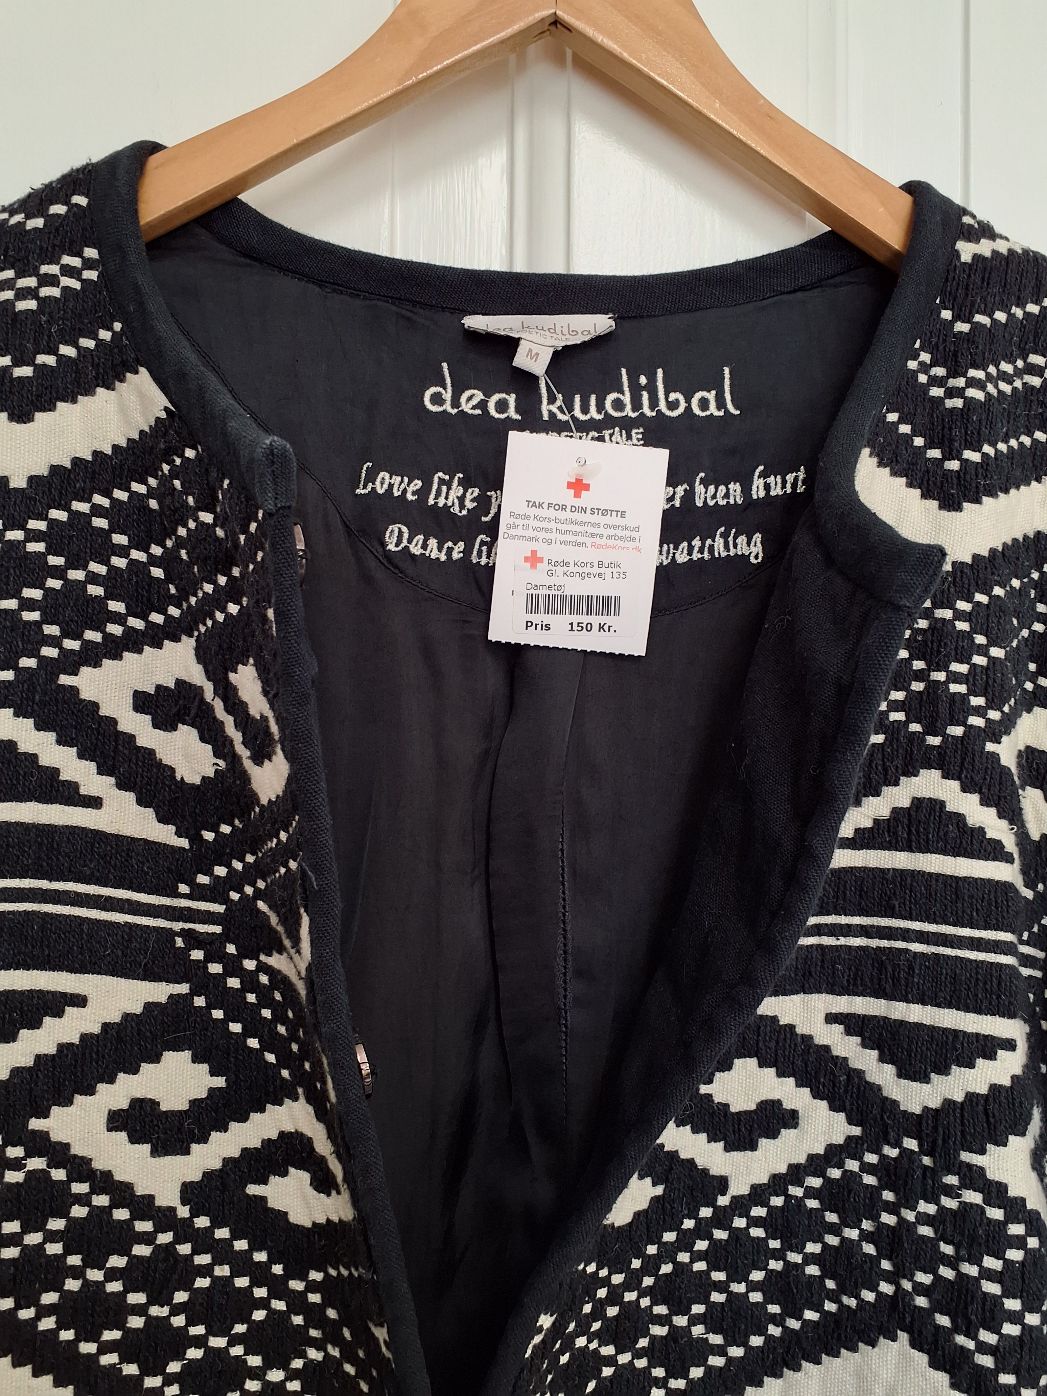 dea kudibal
M
dea kudibal
TALE
Love like y er been hurt
Dance li watching
TAK FOR DIN STØTTE
Røde Kors-butikkernes overskud
går til vores humanitære arbejde i
Danmark og i verden. RødeKors.dk
Røde Kors Butik
Gl. Kongevej 135
Dametøj
Pris 150 Kr.